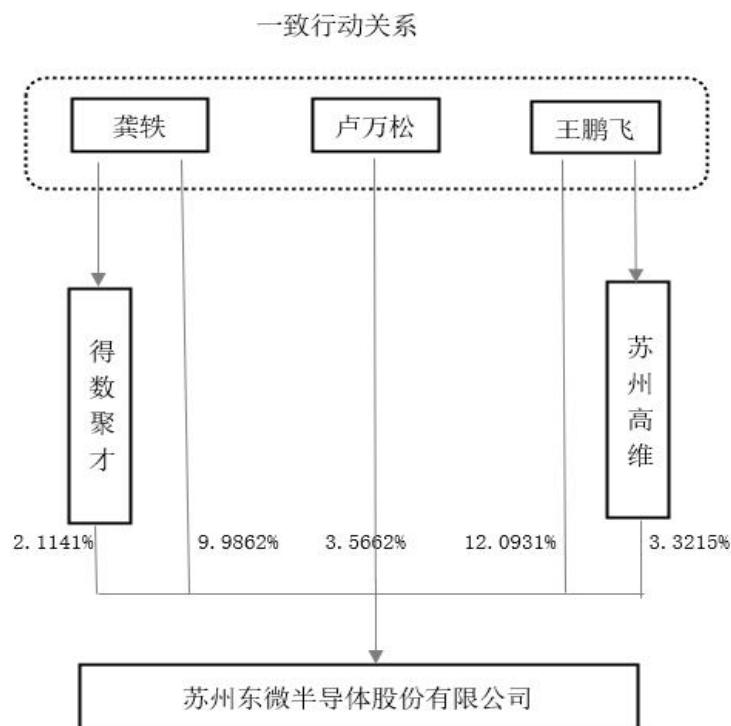 一致行动关系
龚轶
卢万松
王鹏飞
得数聚才
苏州高维
2.1141%
9.9862%
3.5662%
12.0931%
3.3215%
苏州东微半导体股份有限公司